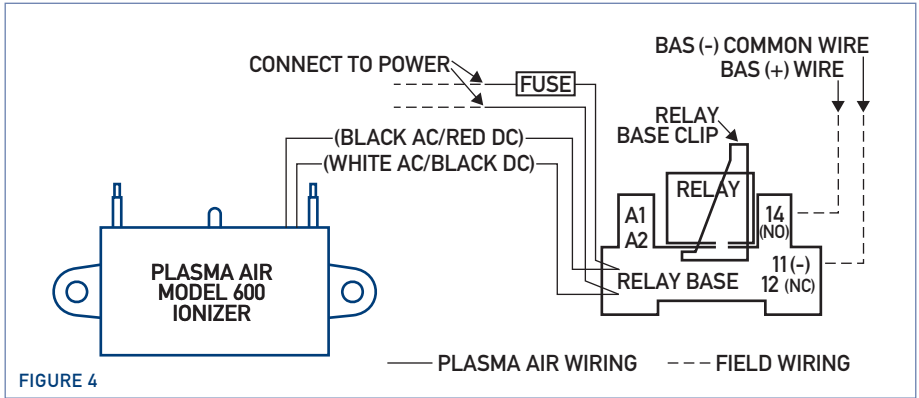 BAS (-) COMMON WIRE
BAS (+) WIRE
CONNECT TO POWER
FUSE
RELAY
BASE CLIP
(BLACK AC/RED DC)
(WHITE AC/BLACK DC)
RELAY
A1
A2
14
(NO)
11 (-)
12 (NC)
RELAY BASE
PLASMA AIR
MODEL 600
IONIZER
PLASMA AIR WIRING
FIELD WIRING
FIGURE 4